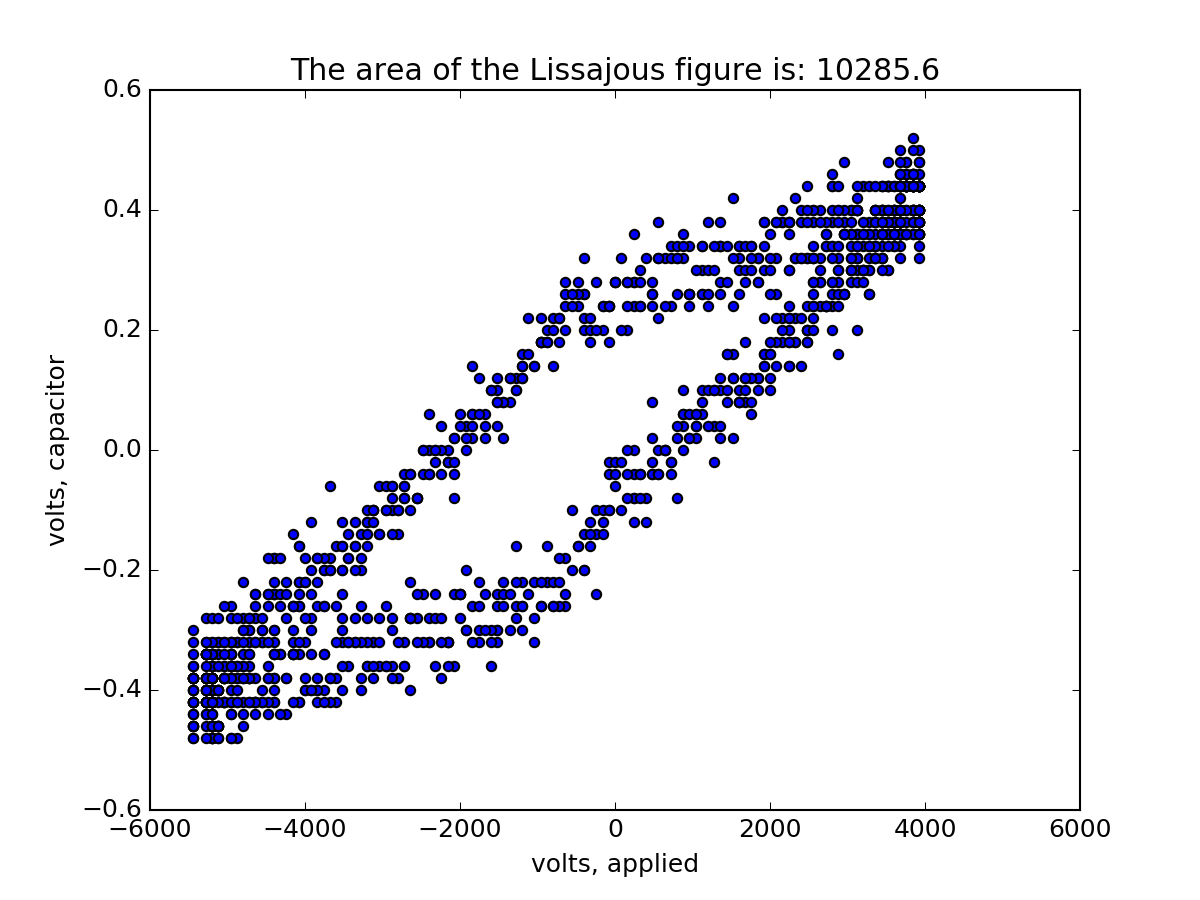 The area of the Lissajous figure is: 10285.6
0.6
0.4
0.2
0.0
−0.2
−0.4
−0.6
volts, capacitor
−6000 −4000 −2000 0 2000 4000 6000
volts, applied